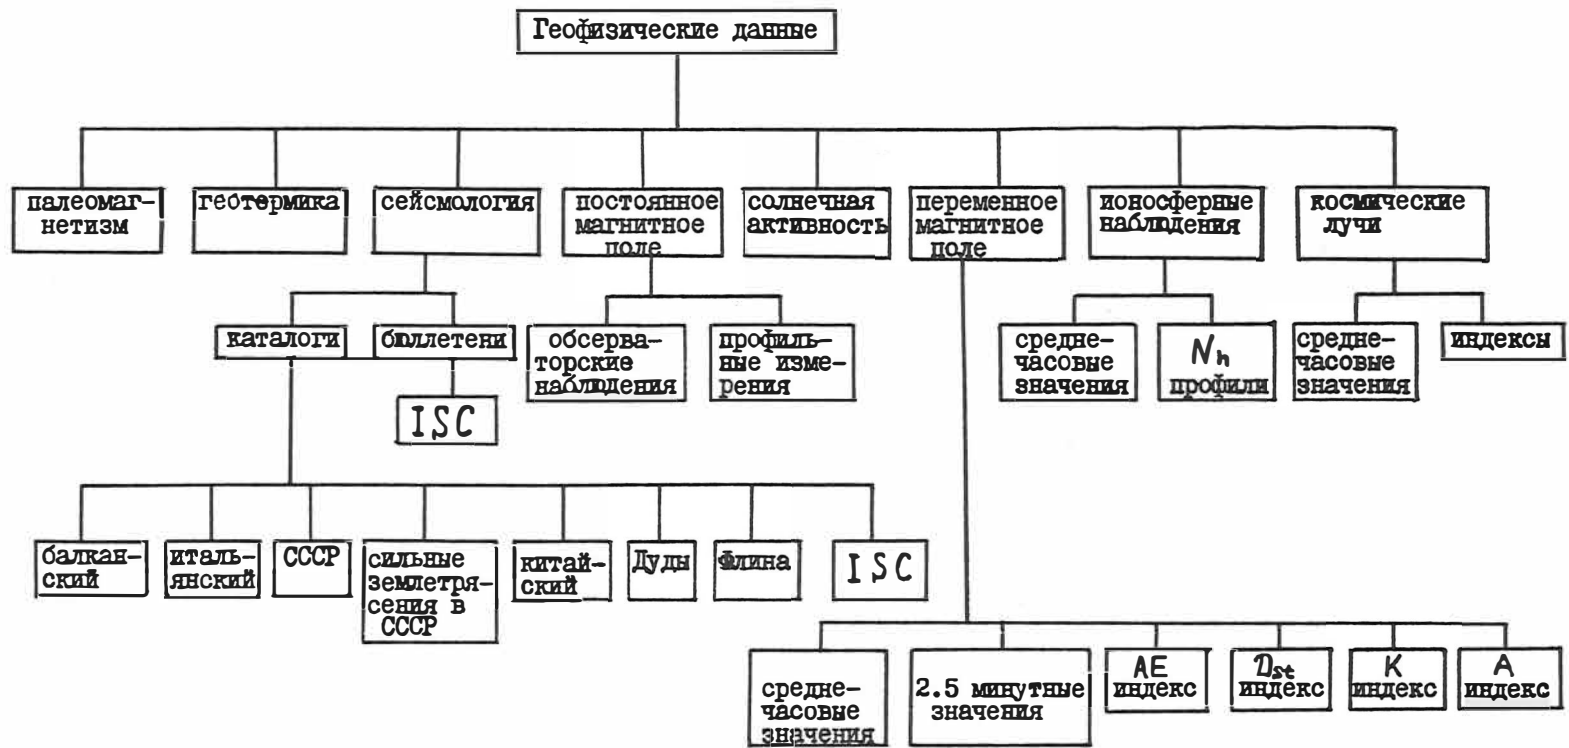 Геофизические данные
палеомаг-
нетизм
геотермика
сейсмология
постоянное
магнитное
поле
солнечная
активность
переменное
магнитное
поле
ионосферные
наблюдения
космические
лучи
каталоги
бюллетени
обсерва-
торские
наблюдения
профиль-
ные изме-
рения
средне-
часовые
значения
Nh
профили
средне-
часовые
значения
индексы
ISC
балкан-
ский
италь-
янский
СССР
сильные
землетря-
сения в
СССР
китай-
ский
Дуды
Флина
ISC
средне-
часовые
значения
2.5 минутные
значения
AE
индекс
Dst
индекс
K
индекс
A
индекс